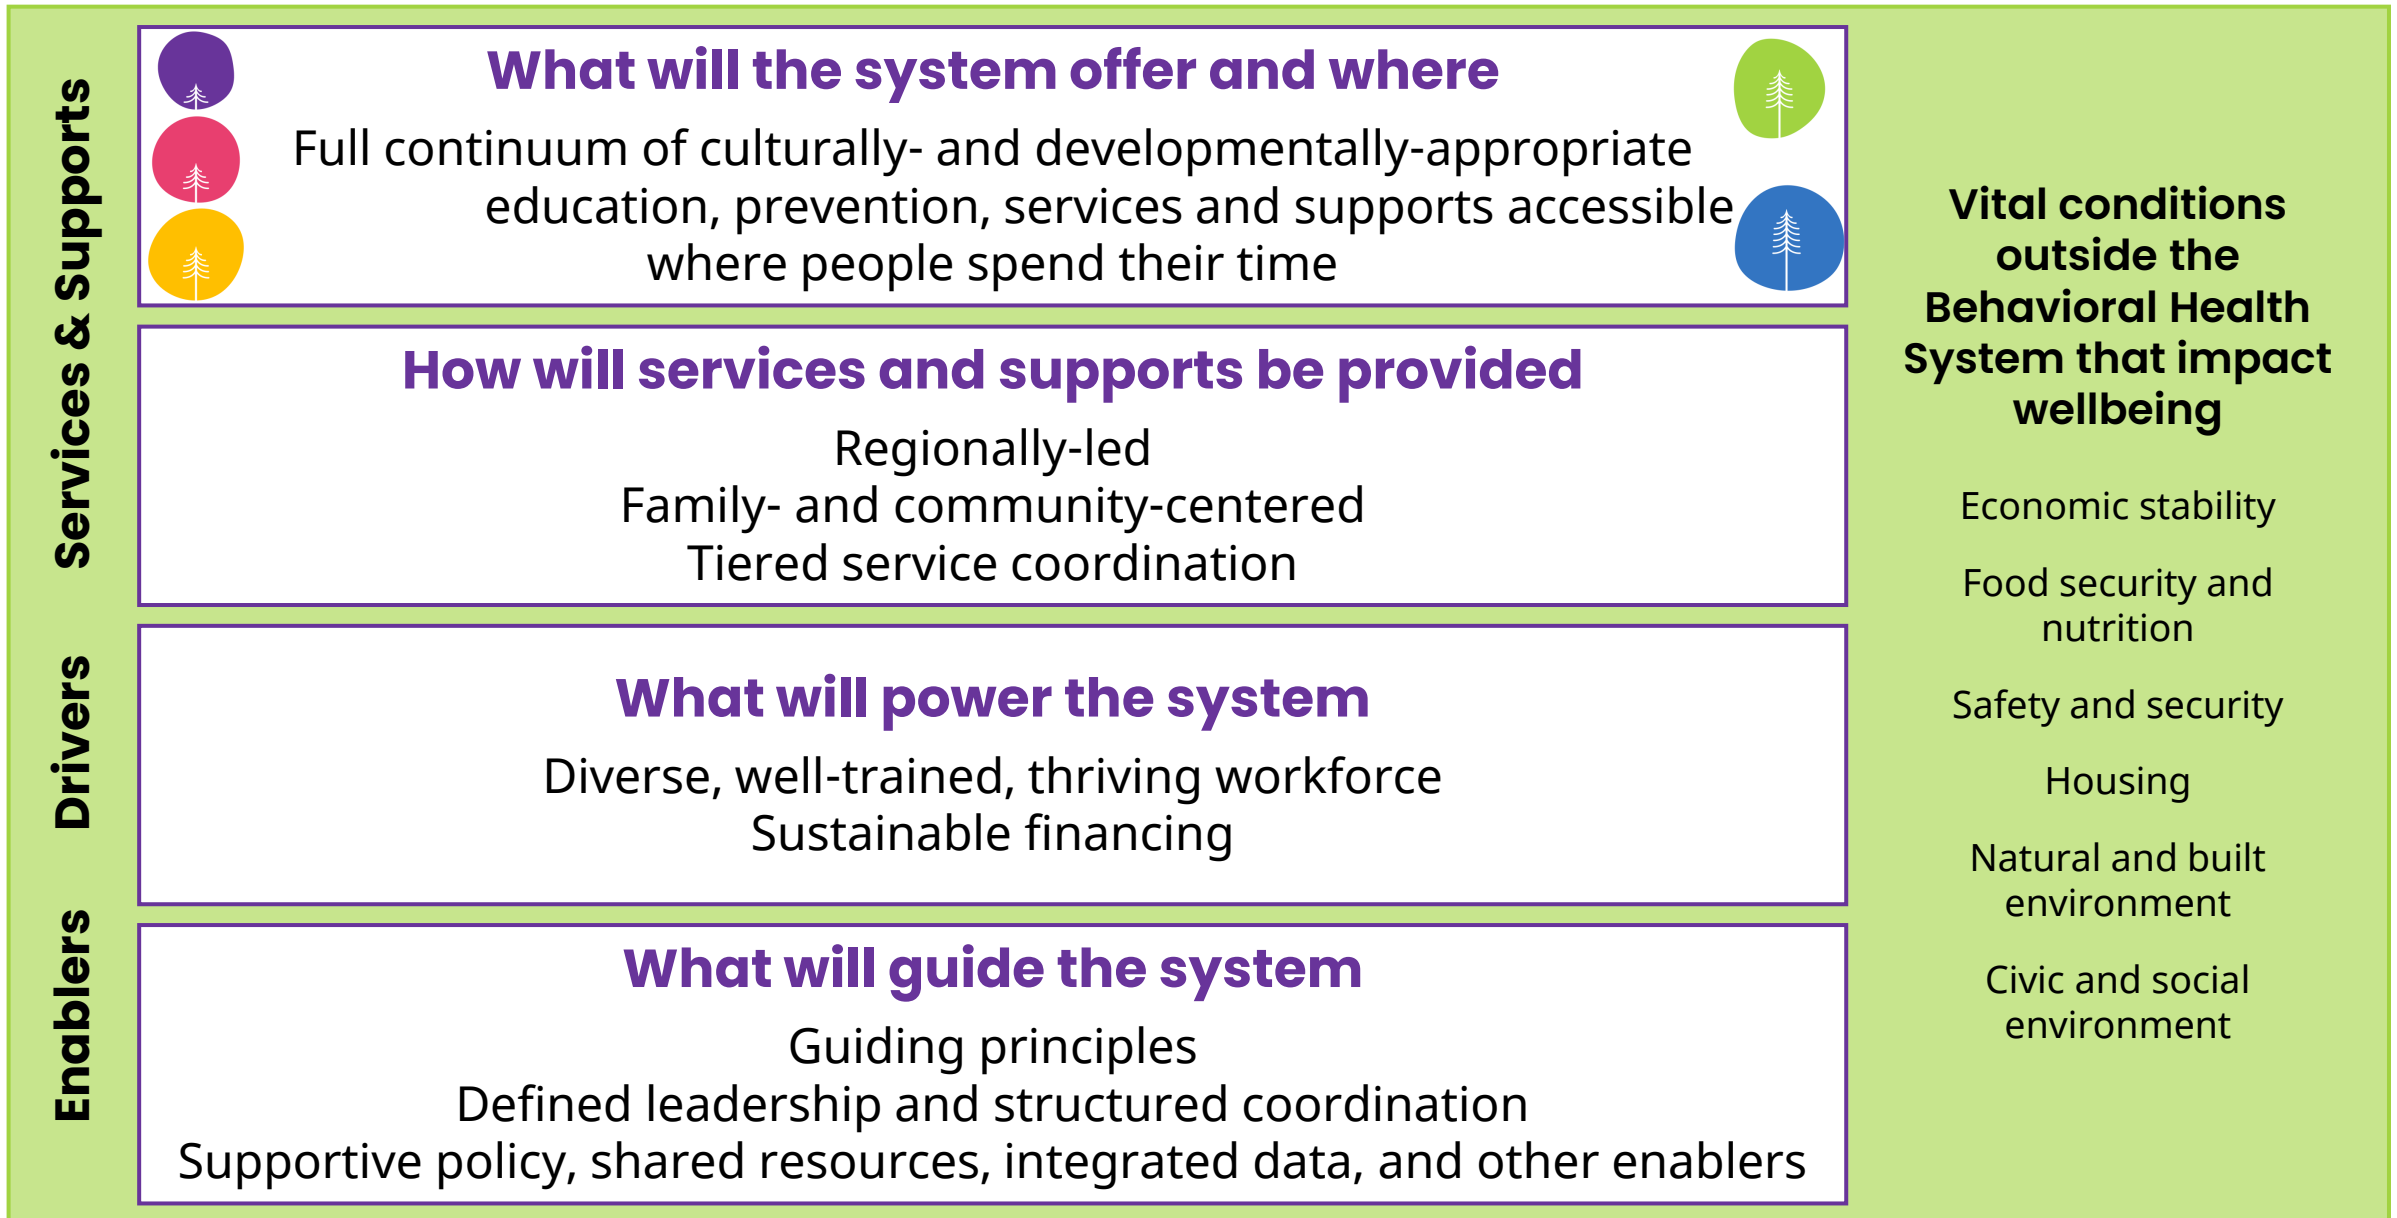 Services & Supports
What will the system offer and where
Full continuum of culturally- and developmentally-appropriate
education, prevention, services and supports accessible
where people spend their time
How will services and supports be provided
Regionally-led
Family- and community-centered
Tiered service coordination
Drivers
What will power the system
Diverse, well-trained, thriving workforce
Sustainable financing
Enablers
What will guide the system
Guiding principles
Defined leadership and structured coordination
Supportive policy, shared resources, integrated data, and other enablers
Vital conditions
outside the
Behavioral Health
System that impact
wellbeing
Economic stability
Food security and
nutrition
Safety and security
Housing
Natural and built
environment
Civic and social
environment